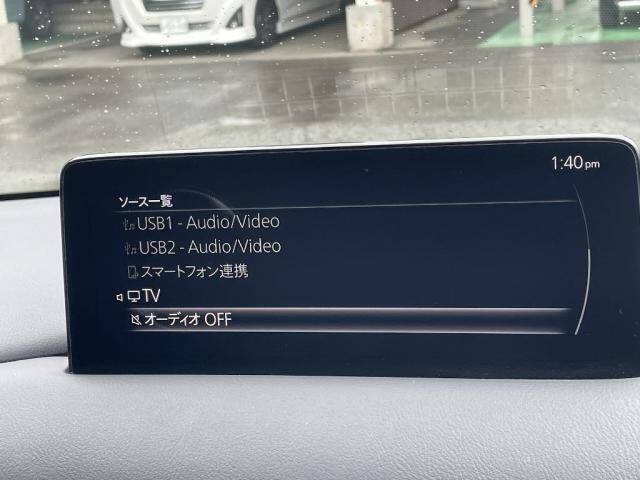 1:40pm
ソース一覧
USB1 - Audio/Video
USB2 - Audio/Video
スマートフォン連携
TV
オーディオ OFF